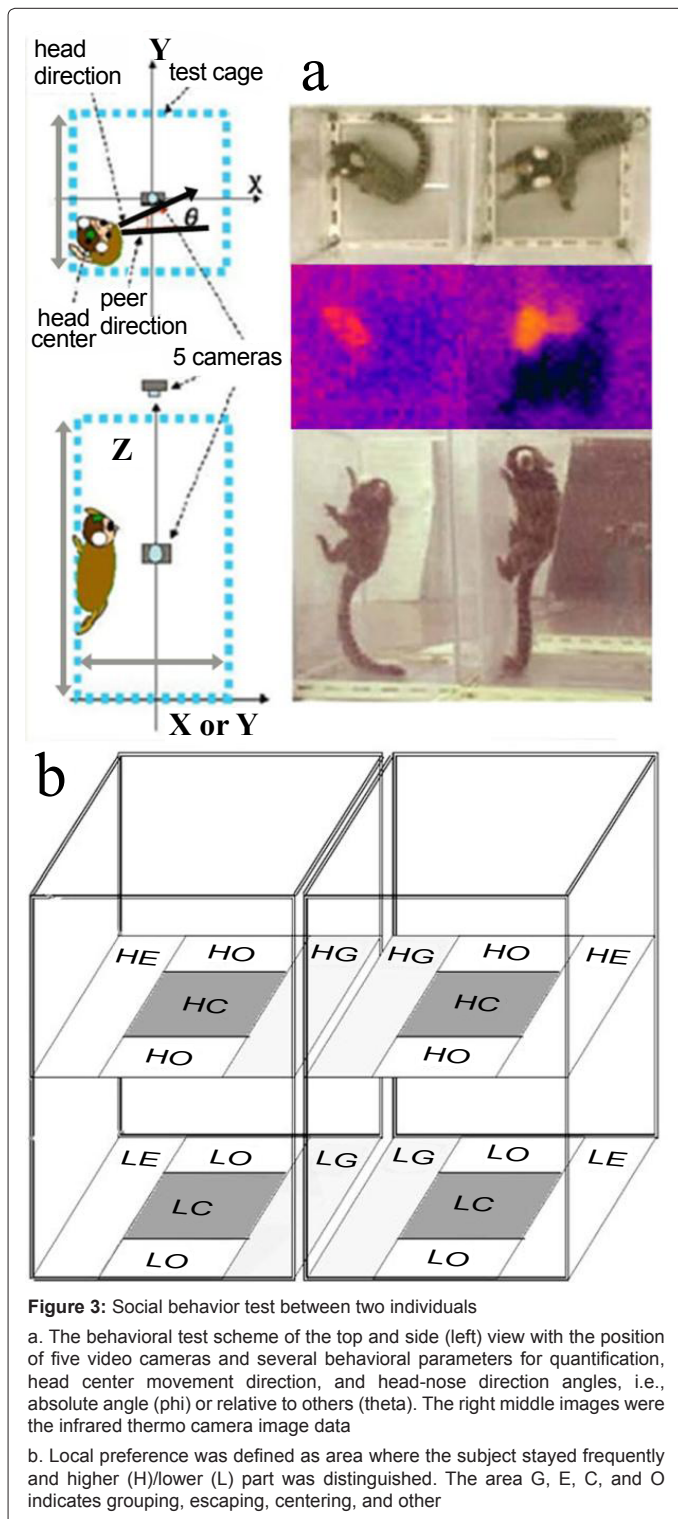 head
direction
Y
test cage
a
X
θ
head
center
peer
direction
5 cameras
Z
X or Y
b
HE HO HG HG HO HE
HC HC
HO HO
LE LO LG LG LO LE
LC LC
LO LO
Figure 3: Social behavior test between two individuals
a. The behavioral test scheme of the top and side (left) view with the position
of five video cameras and several behavioral parameters for quantification,
head center movement direction, and head-nose direction angles, i.e.,
absolute angle (phi) or relative to others (theta). The right middle images were
the infrared thermo camera image data
b. Local preference was defined as area where the subject stayed frequently
and higher (H)/lower (L) part was distinguished. The area G, E, C, and O
indicates grouping, escaping, centering, and other